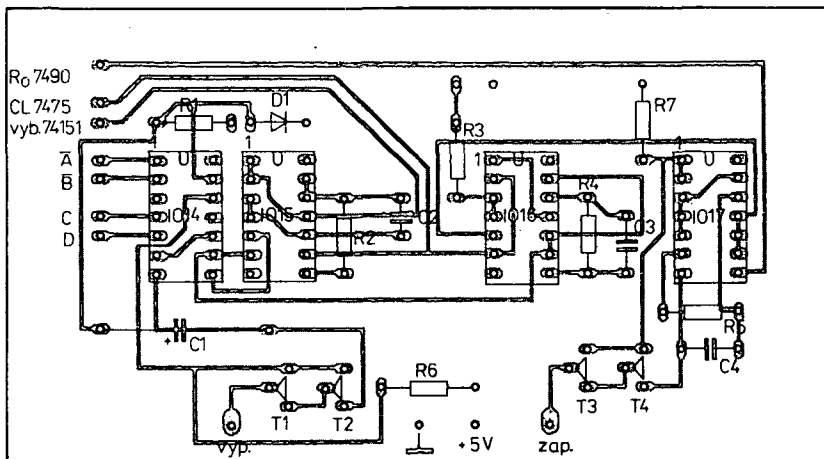 R₀ 7490
CL 7475
vyb. 74151
R1
D1
1
1
R3
R7
1
1
A̅
B̅
C
D
U
U
U
U
IO14
IO15
R2
C2
IO16
R4
C3
IO17
+
C1
R5
C4
R6
T1
T2
T3
T4
vyp.
+5V
zap.